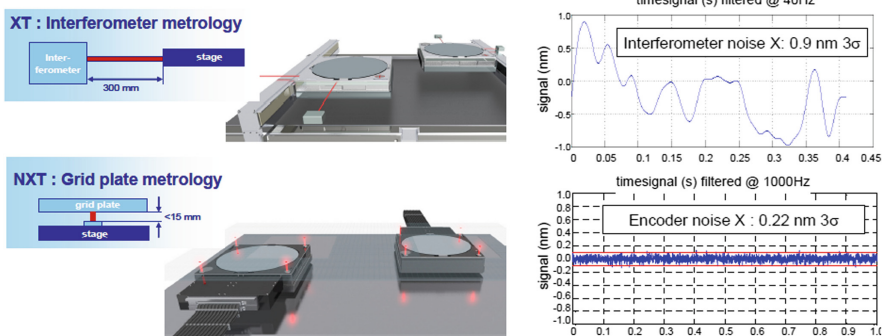 XT : Interferometer metrology
Inter-
ferometer
stage
300 mm
NXT : Grid plate metrology
grid plate
<15 mm
stage
timesignal (s) filtered @ 40Hz
Interferometer noise X: 0.9 nm 3σ
signal (nm)
1.0
0.5
0.0
-0.5
-1.0
0 0.05 0.1 0.15 0.2 0.25 0.3 0.35 0.4 0.45
timesignal (s) filtered @ 1000Hz
Encoder noise X : 0.22 nm 3σ
signal (nm)
1.0
0.8
0.6
0.4
0.2
0.0
-0.2
-0.4
-0.6
-0.8
-1.0
0 0.1 0.2 0.3 0.4 0.5 0.6 0.7 0.8 0.9 1.0